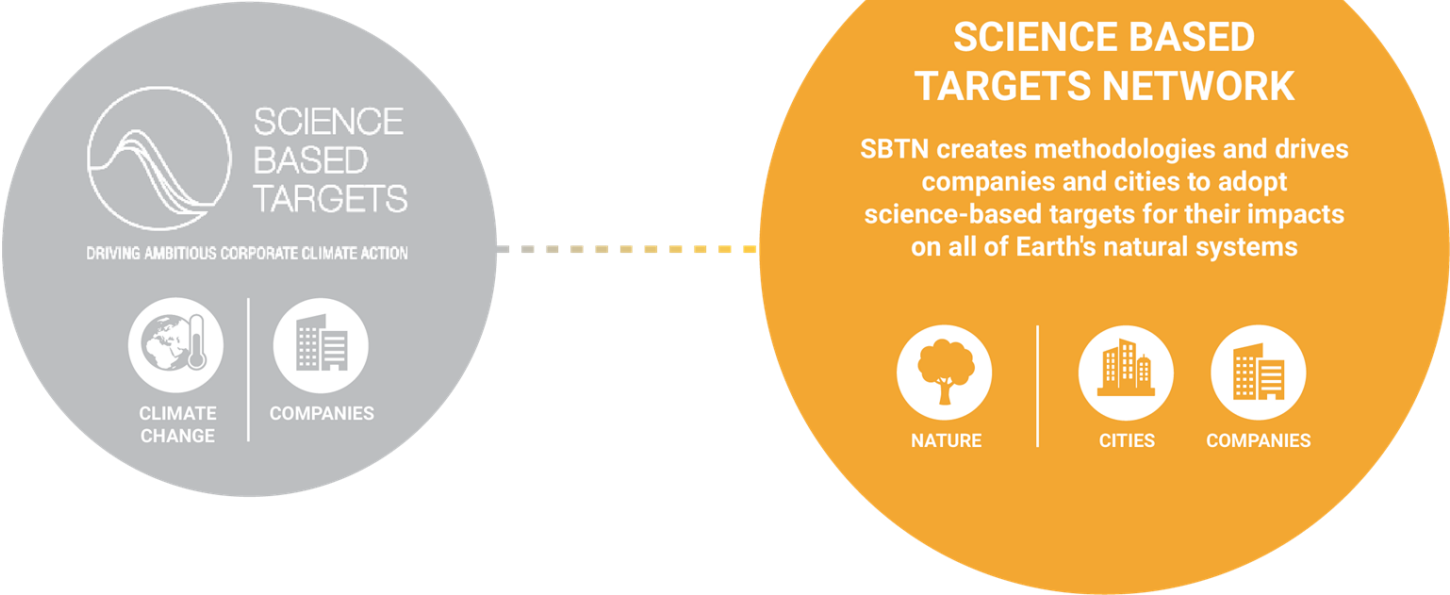 SCIENCE
BASED
TARGETS
DRIVING AMBITIOUS CORPORATE CLIMATE ACTION
CLIMATE
CHANGE
COMPANIES
SCIENCE BASED
TARGETS NETWORK
SBTN creates methodologies and drives
companies and cities to adopt
science-based targets for their impacts
on all of Earth's natural systems
NATURE
CITIES
COMPANIES